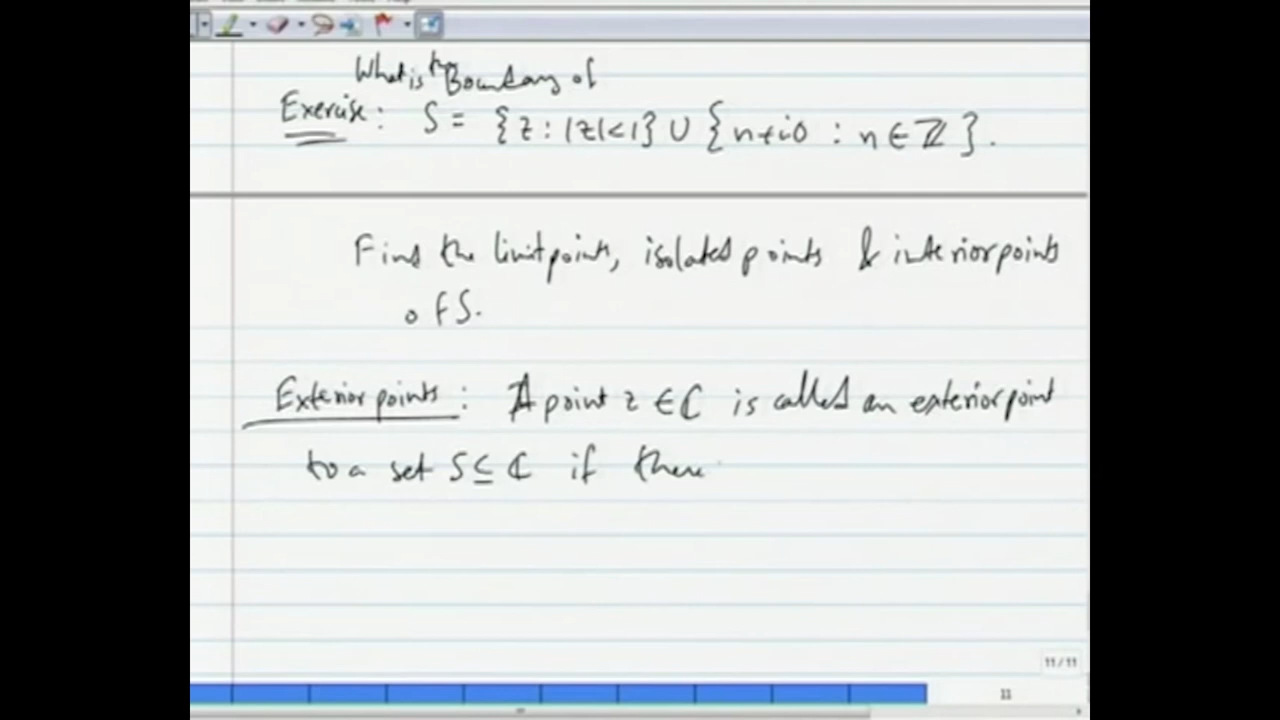 What is the Boundary of
Exercise: S = {z : |z|<1} ∪ {n+i0 : n ∈ ℤ}.
Find the limit points, isolated points & interior points
of S.
Exterior points: A point z ∈ ℂ is called an exterior point
to a set S ⊆ ℂ if there
11/11
11